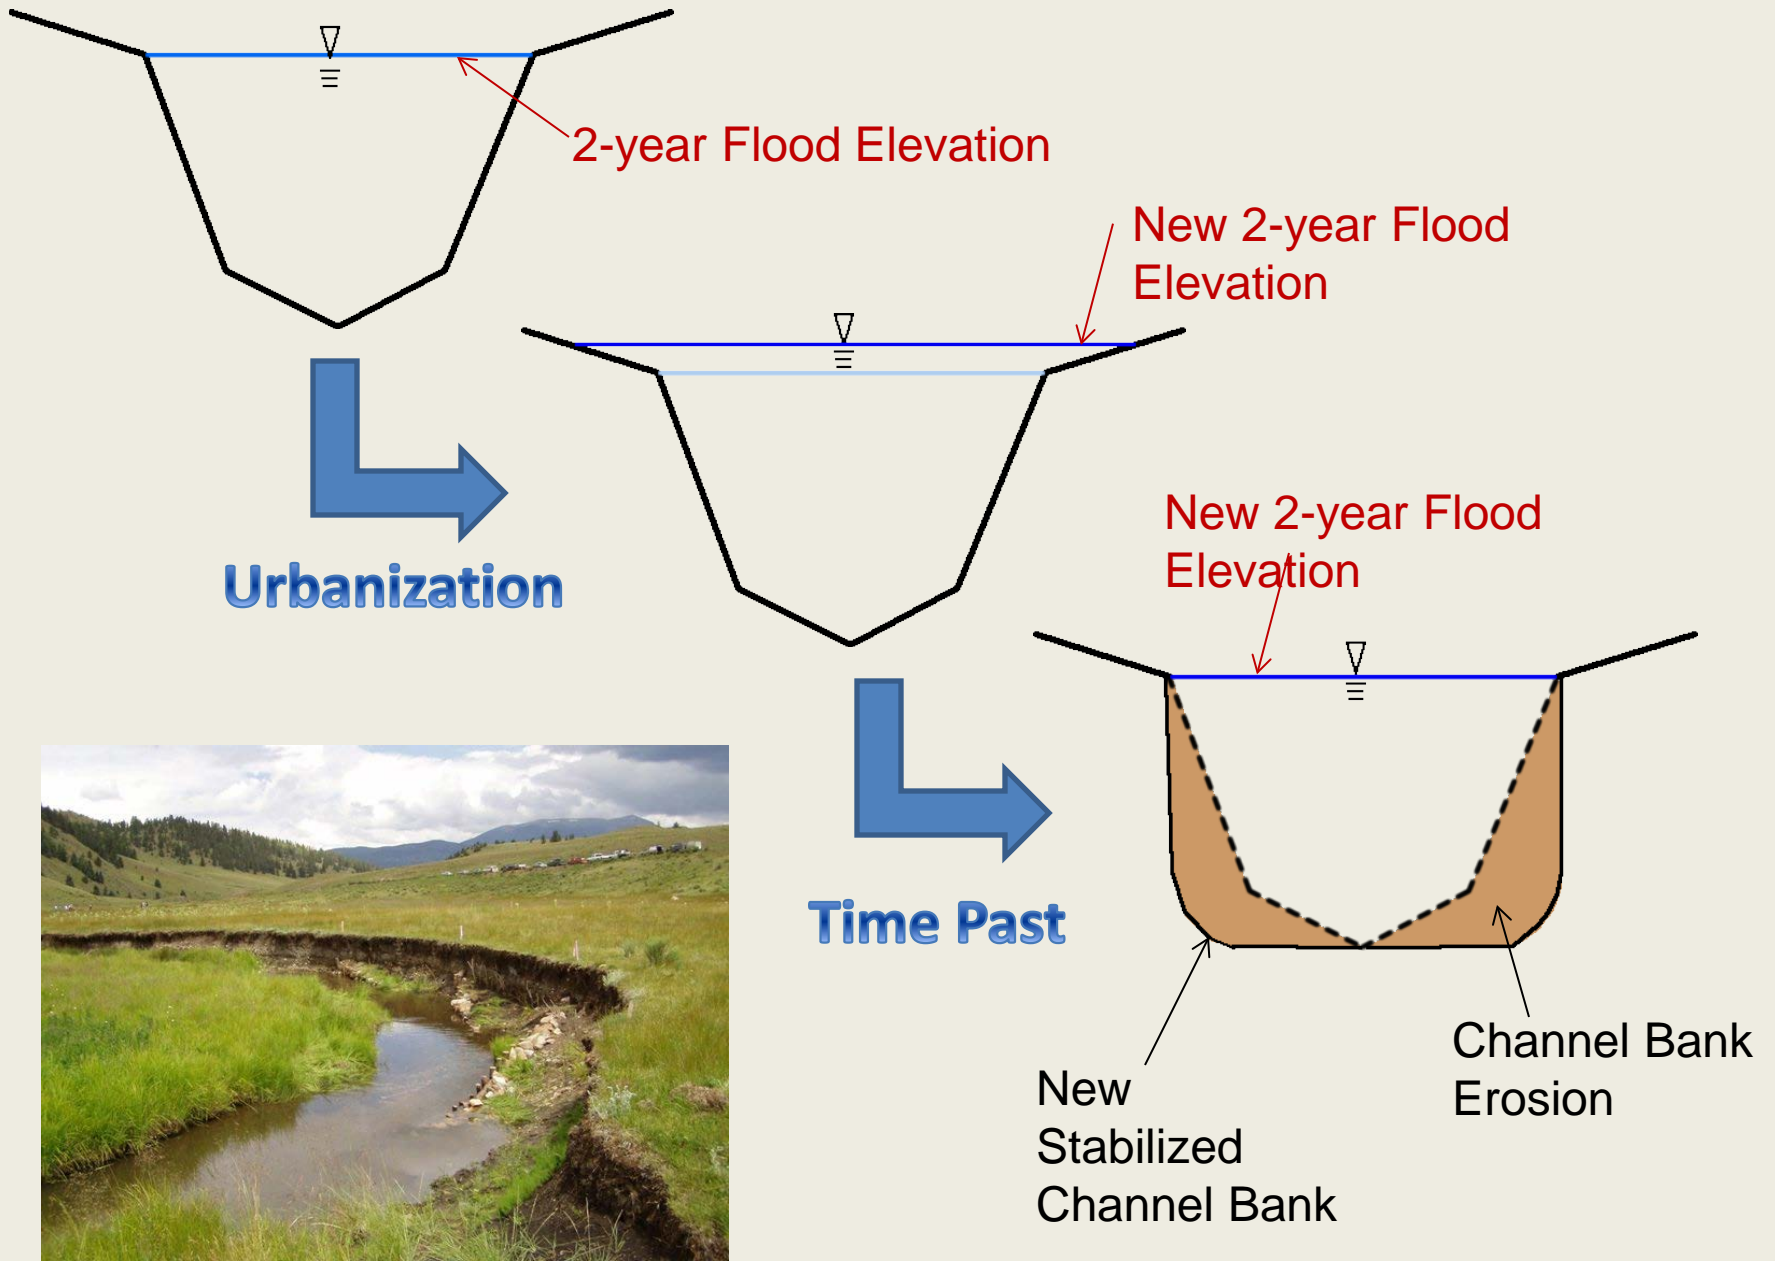 2-year Flood Elevation
New 2-year Flood
Elevation
Urbanization
New 2-year Flood
Elevation
Time Past
Channel Bank
Erosion
New
Stabilized
Channel Bank